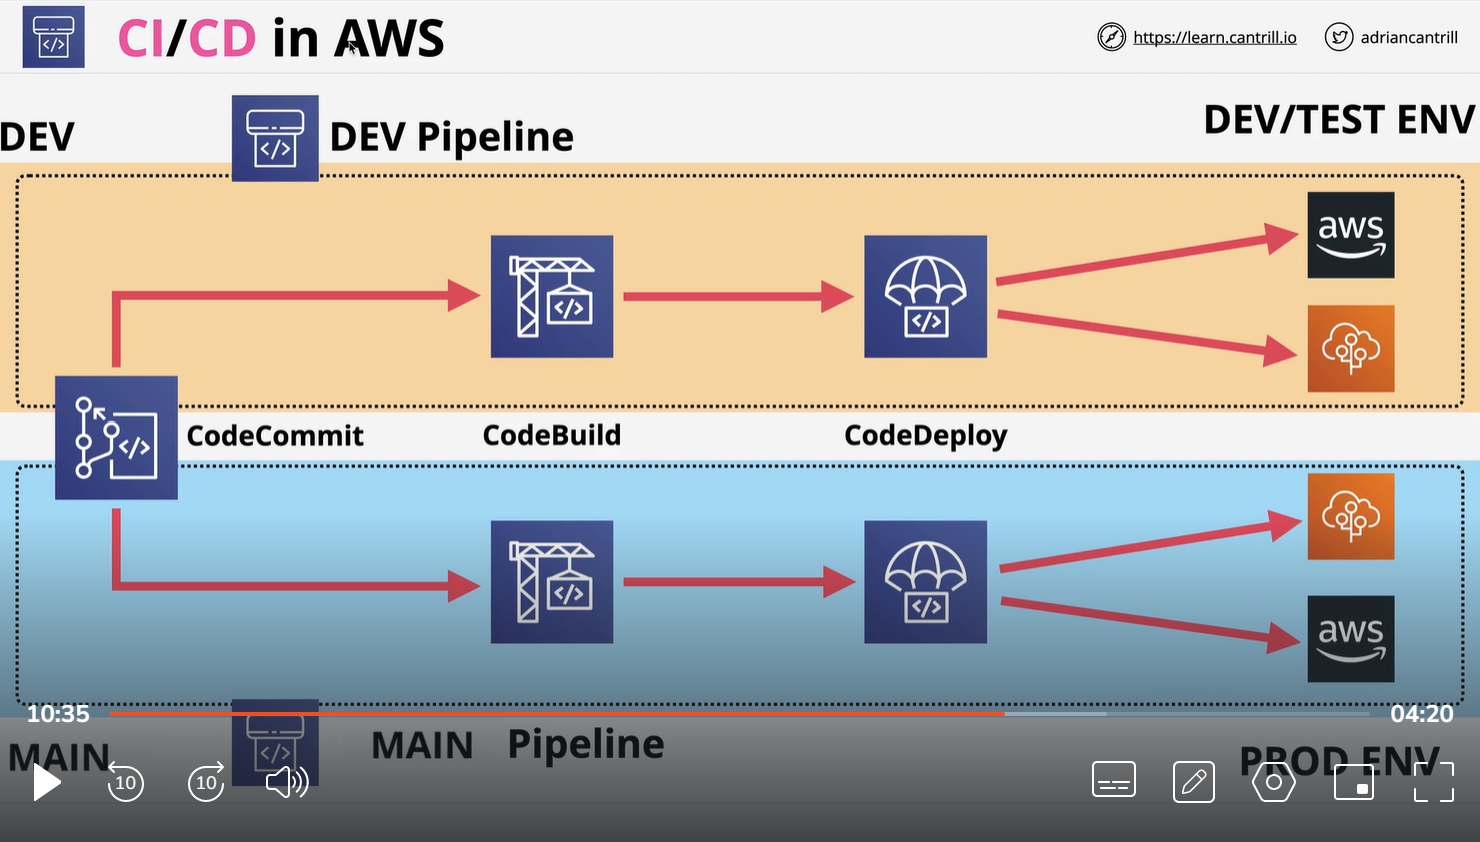 CI/CD in AWS
https://learn.cantrill.io
adriancantrill
DEV
DEV Pipeline
DEV/TEST ENV
aws
</>
</>
</>
</>
</>
CodeCommit
CodeBuild
CodeDeploy
</>
</>
aws
10:35
04:20
</>
MAIN
MAIN Pipeline
PROD ENV
10
10